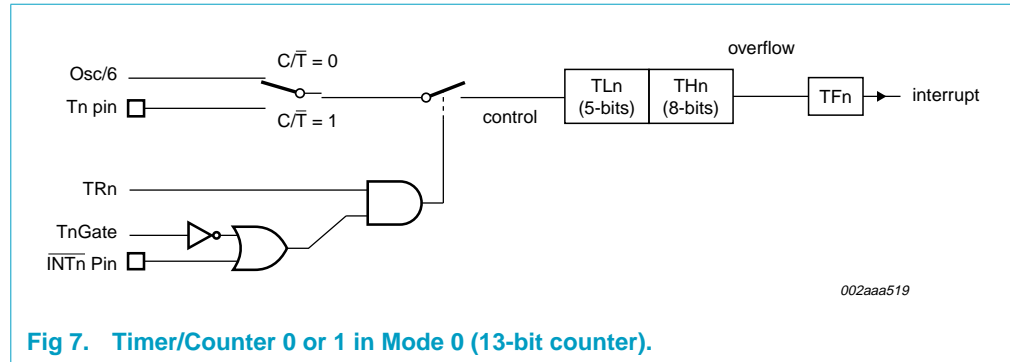 overflow
C/T̅ = 0
Osc/6
Tn pin
C/T̅ = 1
control
TLn
(5-bits)
THn
(8-bits)
TFn
interrupt
TRn
TnGate
I̅N̅T̅n̅ Pin
002aaa519
Fig 7. Timer/Counter 0 or 1 in Mode 0 (13-bit counter).